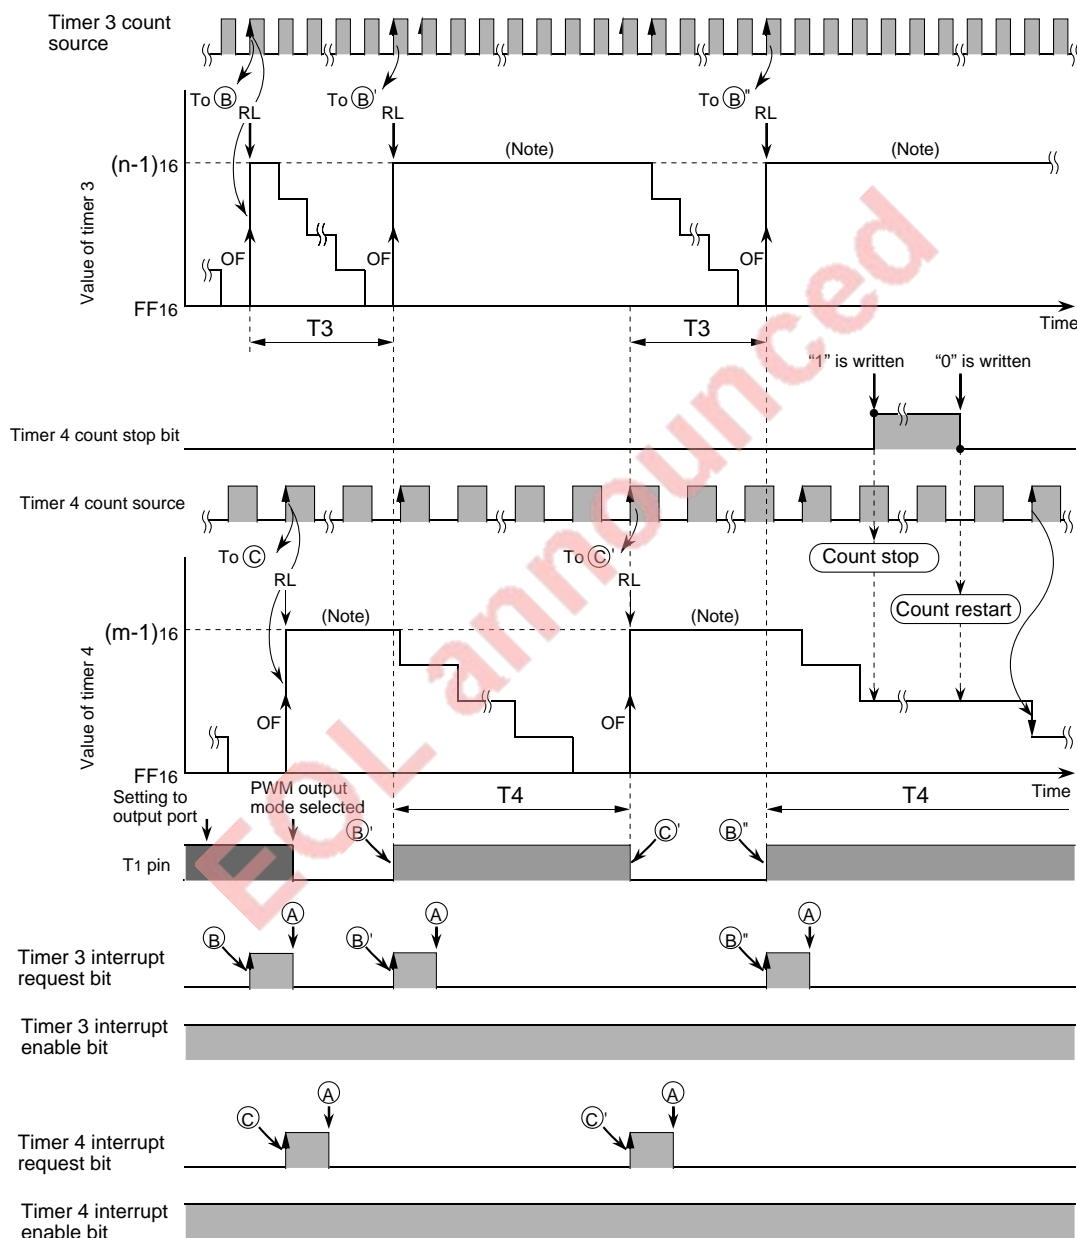 Timer 3 count
source
To B
To B'
To B"
RL
RL
RL
(n-1)16
(Note)
(Note)
Value of timer 3
OF
OF
OF
FF16
Time
T3
T3
"1" is written
"0" is written
Timer 4 count stop bit
Timer 4 count source
To C
To C'
Count stop
RL
RL
Count restart
(m-1)16
(Note)
(Note)
Value of timer 4
OF
OF
FF16
Time
Setting to
output port
PWM output
mode selected
T4
T4
B'
C'
B"
T1 pin
A
A
A
B
B'
B"
Timer 3 interrupt
request bit
Timer 3 interrupt
enable bit
A
A
C
C'
Timer 4 interrupt
request bit
Timer 4 interrupt
enable bit
EOL announced